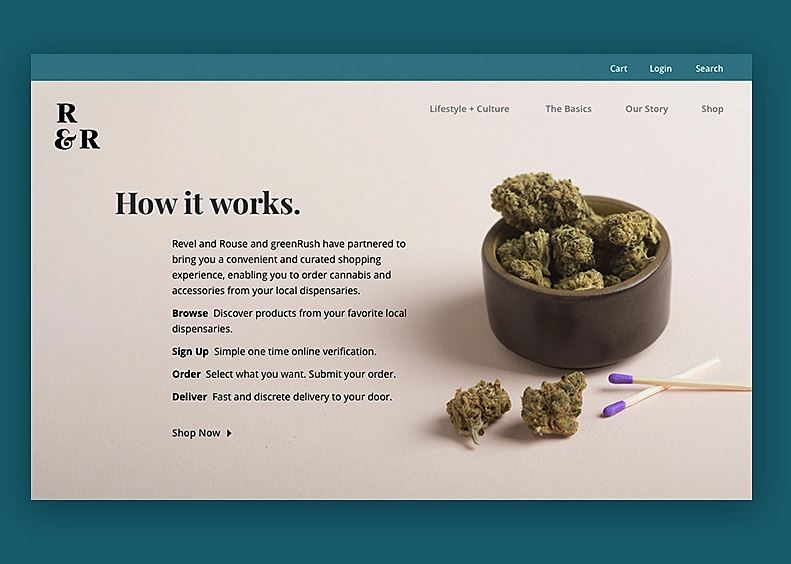 Cart Login Search
R
&R
Lifestyle + Culture The Basics Our Story Shop
How it works.
Revel and Rouse and greenRush have partnered to
bring you a convenient and curated shopping
experience, enabling you to order cannabis and
accessories from your local dispensaries.
Browse Discover products from your favorite local
dispensaries.
Sign Up Simple one time online verification.
Order Select what you want. Submit your order.
Deliver Fast and discrete delivery to your door.
Shop Now